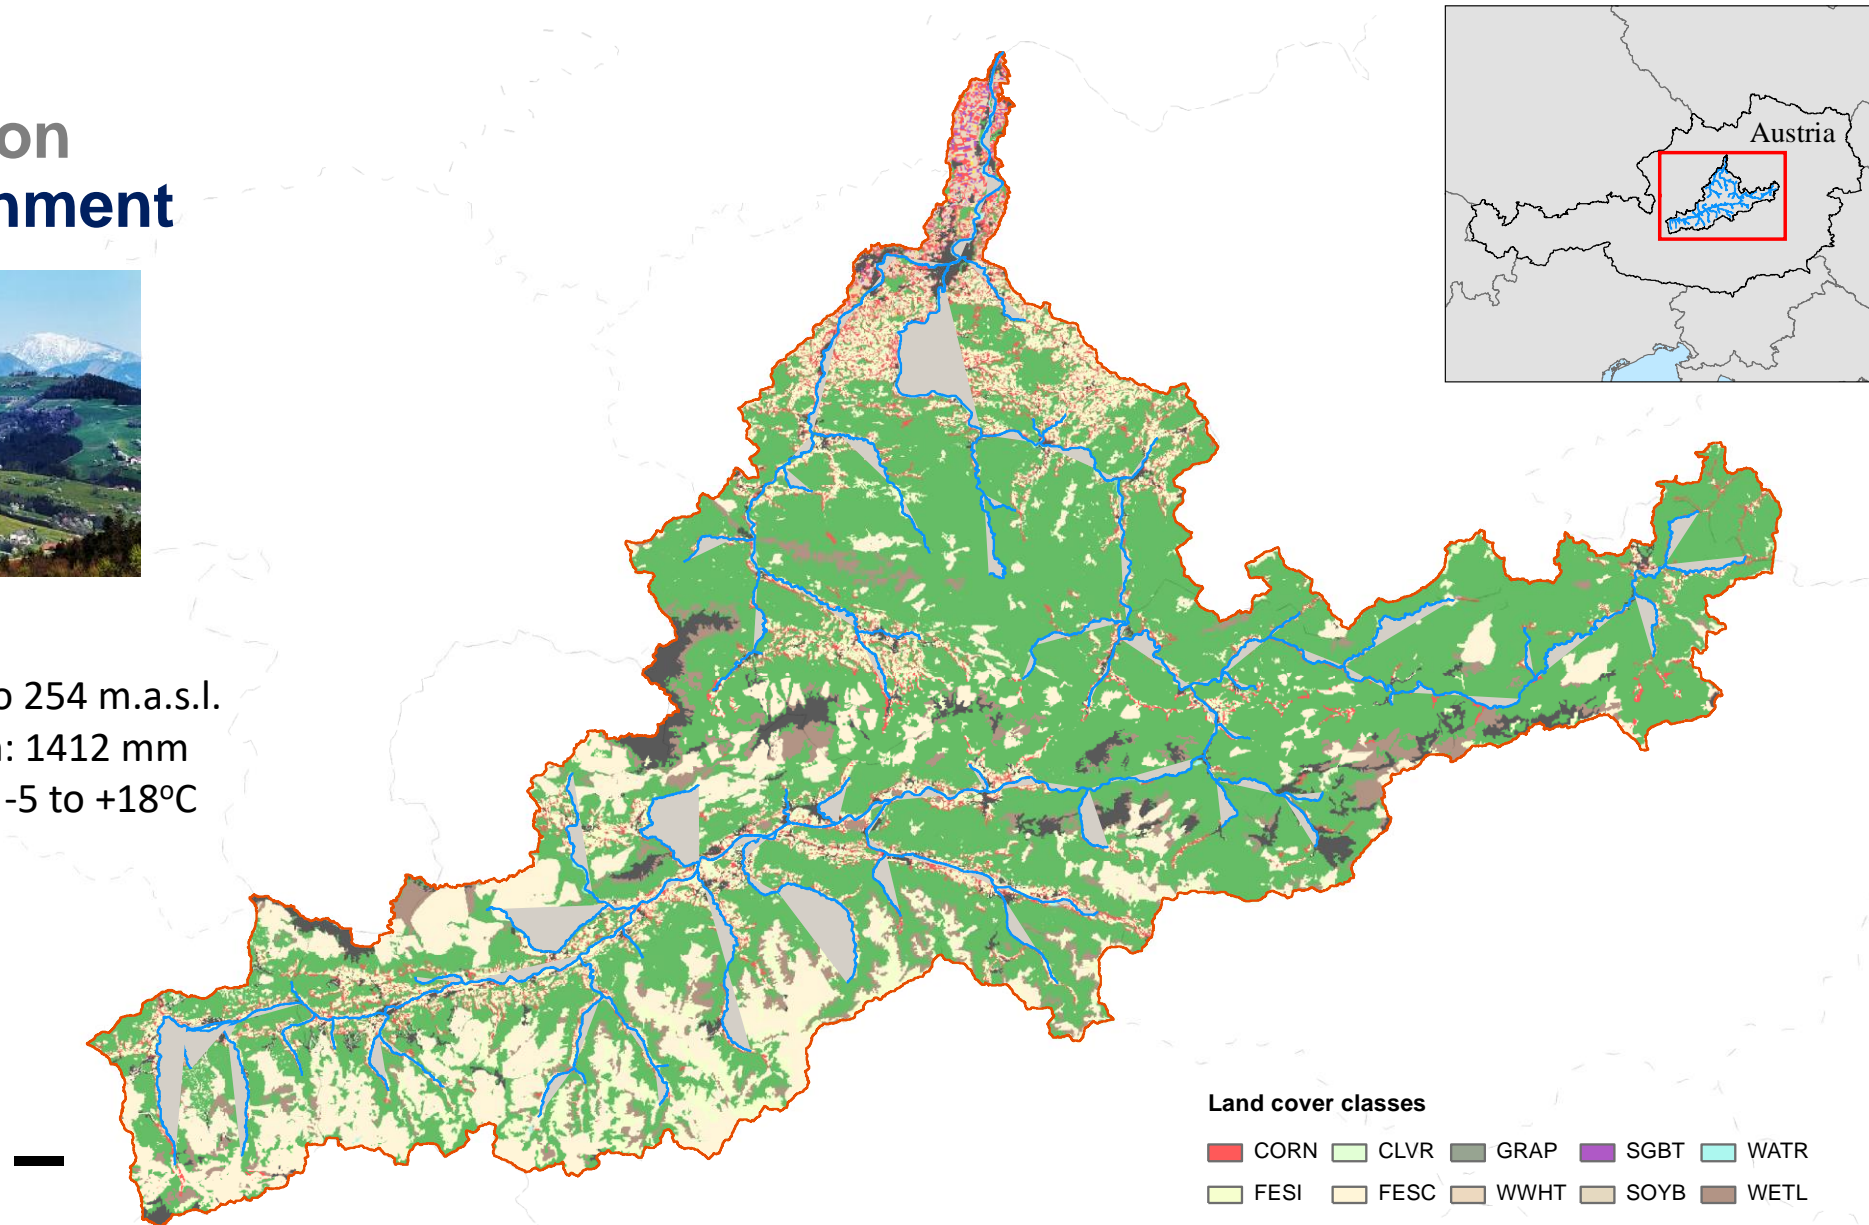 on
nment
Austria
o 254 m.a.s.l.
n: 1412 mm
-5 to +18°C
Land cover classes
CORN CLVR GRAP SGBT WATR
FESI FESC WWHT SOYB WETL